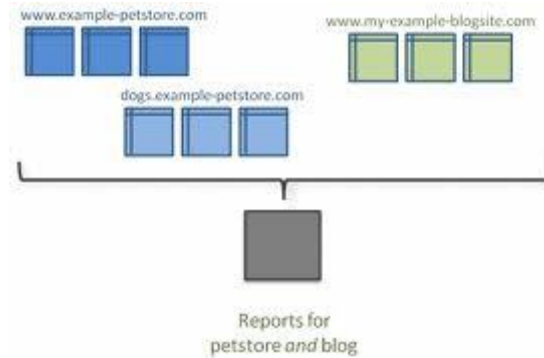 www.example-petstore.com
www.my-example-blogsite.com
dogs.example-petstore.com
Reports for
petstore and blog